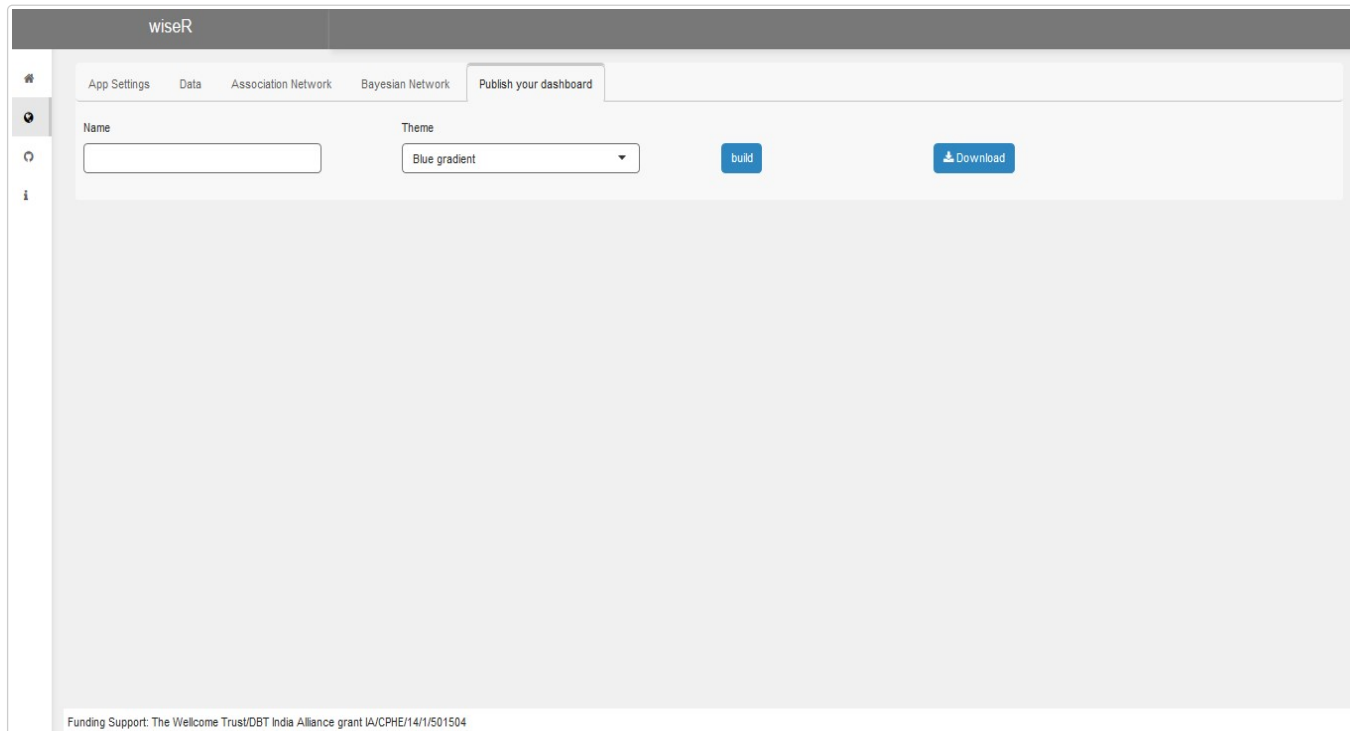 wiseR
App Settings Data Association Network Bayesian Network Publish your dashboard
Name Theme
Blue gradient build Download
Funding Support: The Wellcome Trust/DBT India Alliance grant IA/CPHE/14/1/501504